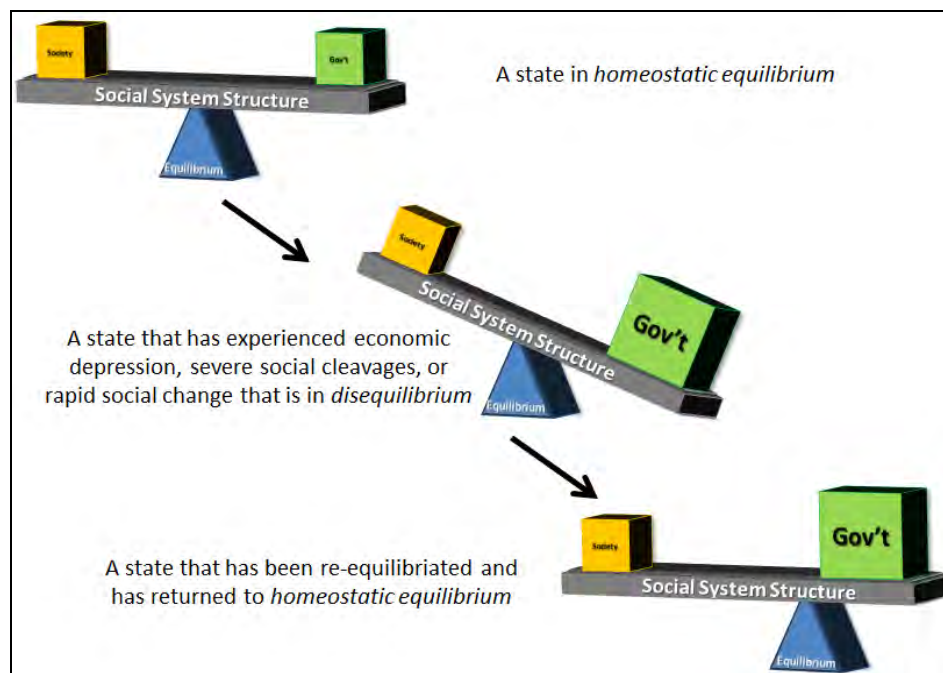 Society
Gov't
Social System Structure
Equilibrium
A state in homeostatic equilibrium
Society
Gov't
Social System Structure
Equilibrium
A state that has experienced economic
depression, severe social cleavages, or
rapid social change that is in disequilibrium
Society
Gov't
Social System Structure
Equilibrium
A state that has been re-equilibriated and
has returned to homeostatic equilibrium